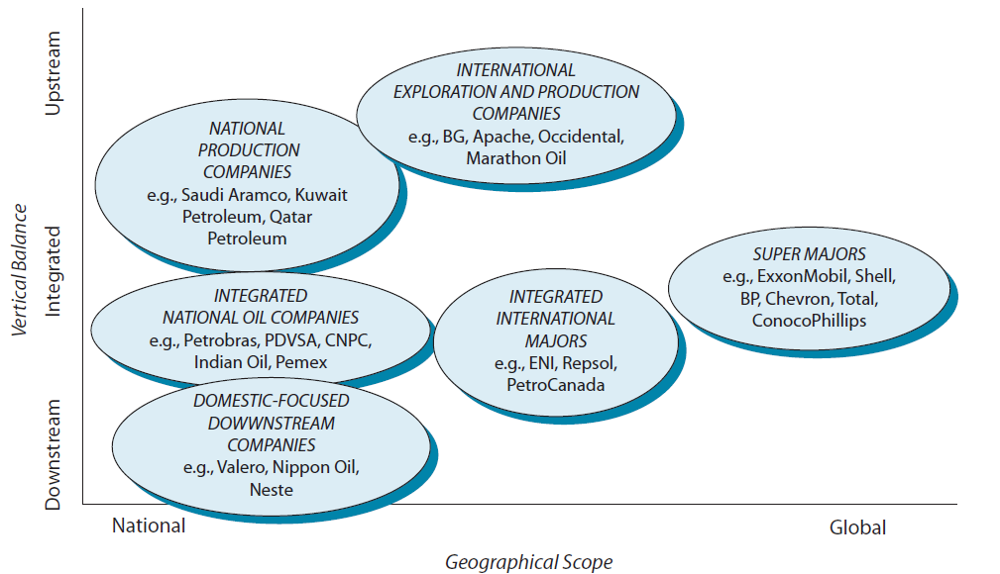 Upstream
Integrated
Downstream
Vertical Balance
INTERNATIONAL
EXPLORATION AND PRODUCTION
COMPANIES
e.g., BG, Apache, Occidental,
Marathon Oil
NATIONAL
PRODUCTION
COMPANIES
e.g., Saudi Aramco, Kuwait
Petroleum, Qatar
Petroleum
SUPER MAJORS
e.g., ExxonMobil, Shell,
BP, Chevron, Total,
ConocoPhillips
INTEGRATED
NATIONAL OIL COMPANIES
e.g., Petrobras, PDVSA, CNPC,
Indian Oil, Pemex
INTEGRATED
INTERNATIONAL
MAJORS
e.g., ENI, Repsol,
PetroCanada
DOMESTIC-FOCUSED
DOWWNSTREAM
COMPANIES
e.g., Valero, Nippon Oil,
Neste
National
Global
Geographical Scope